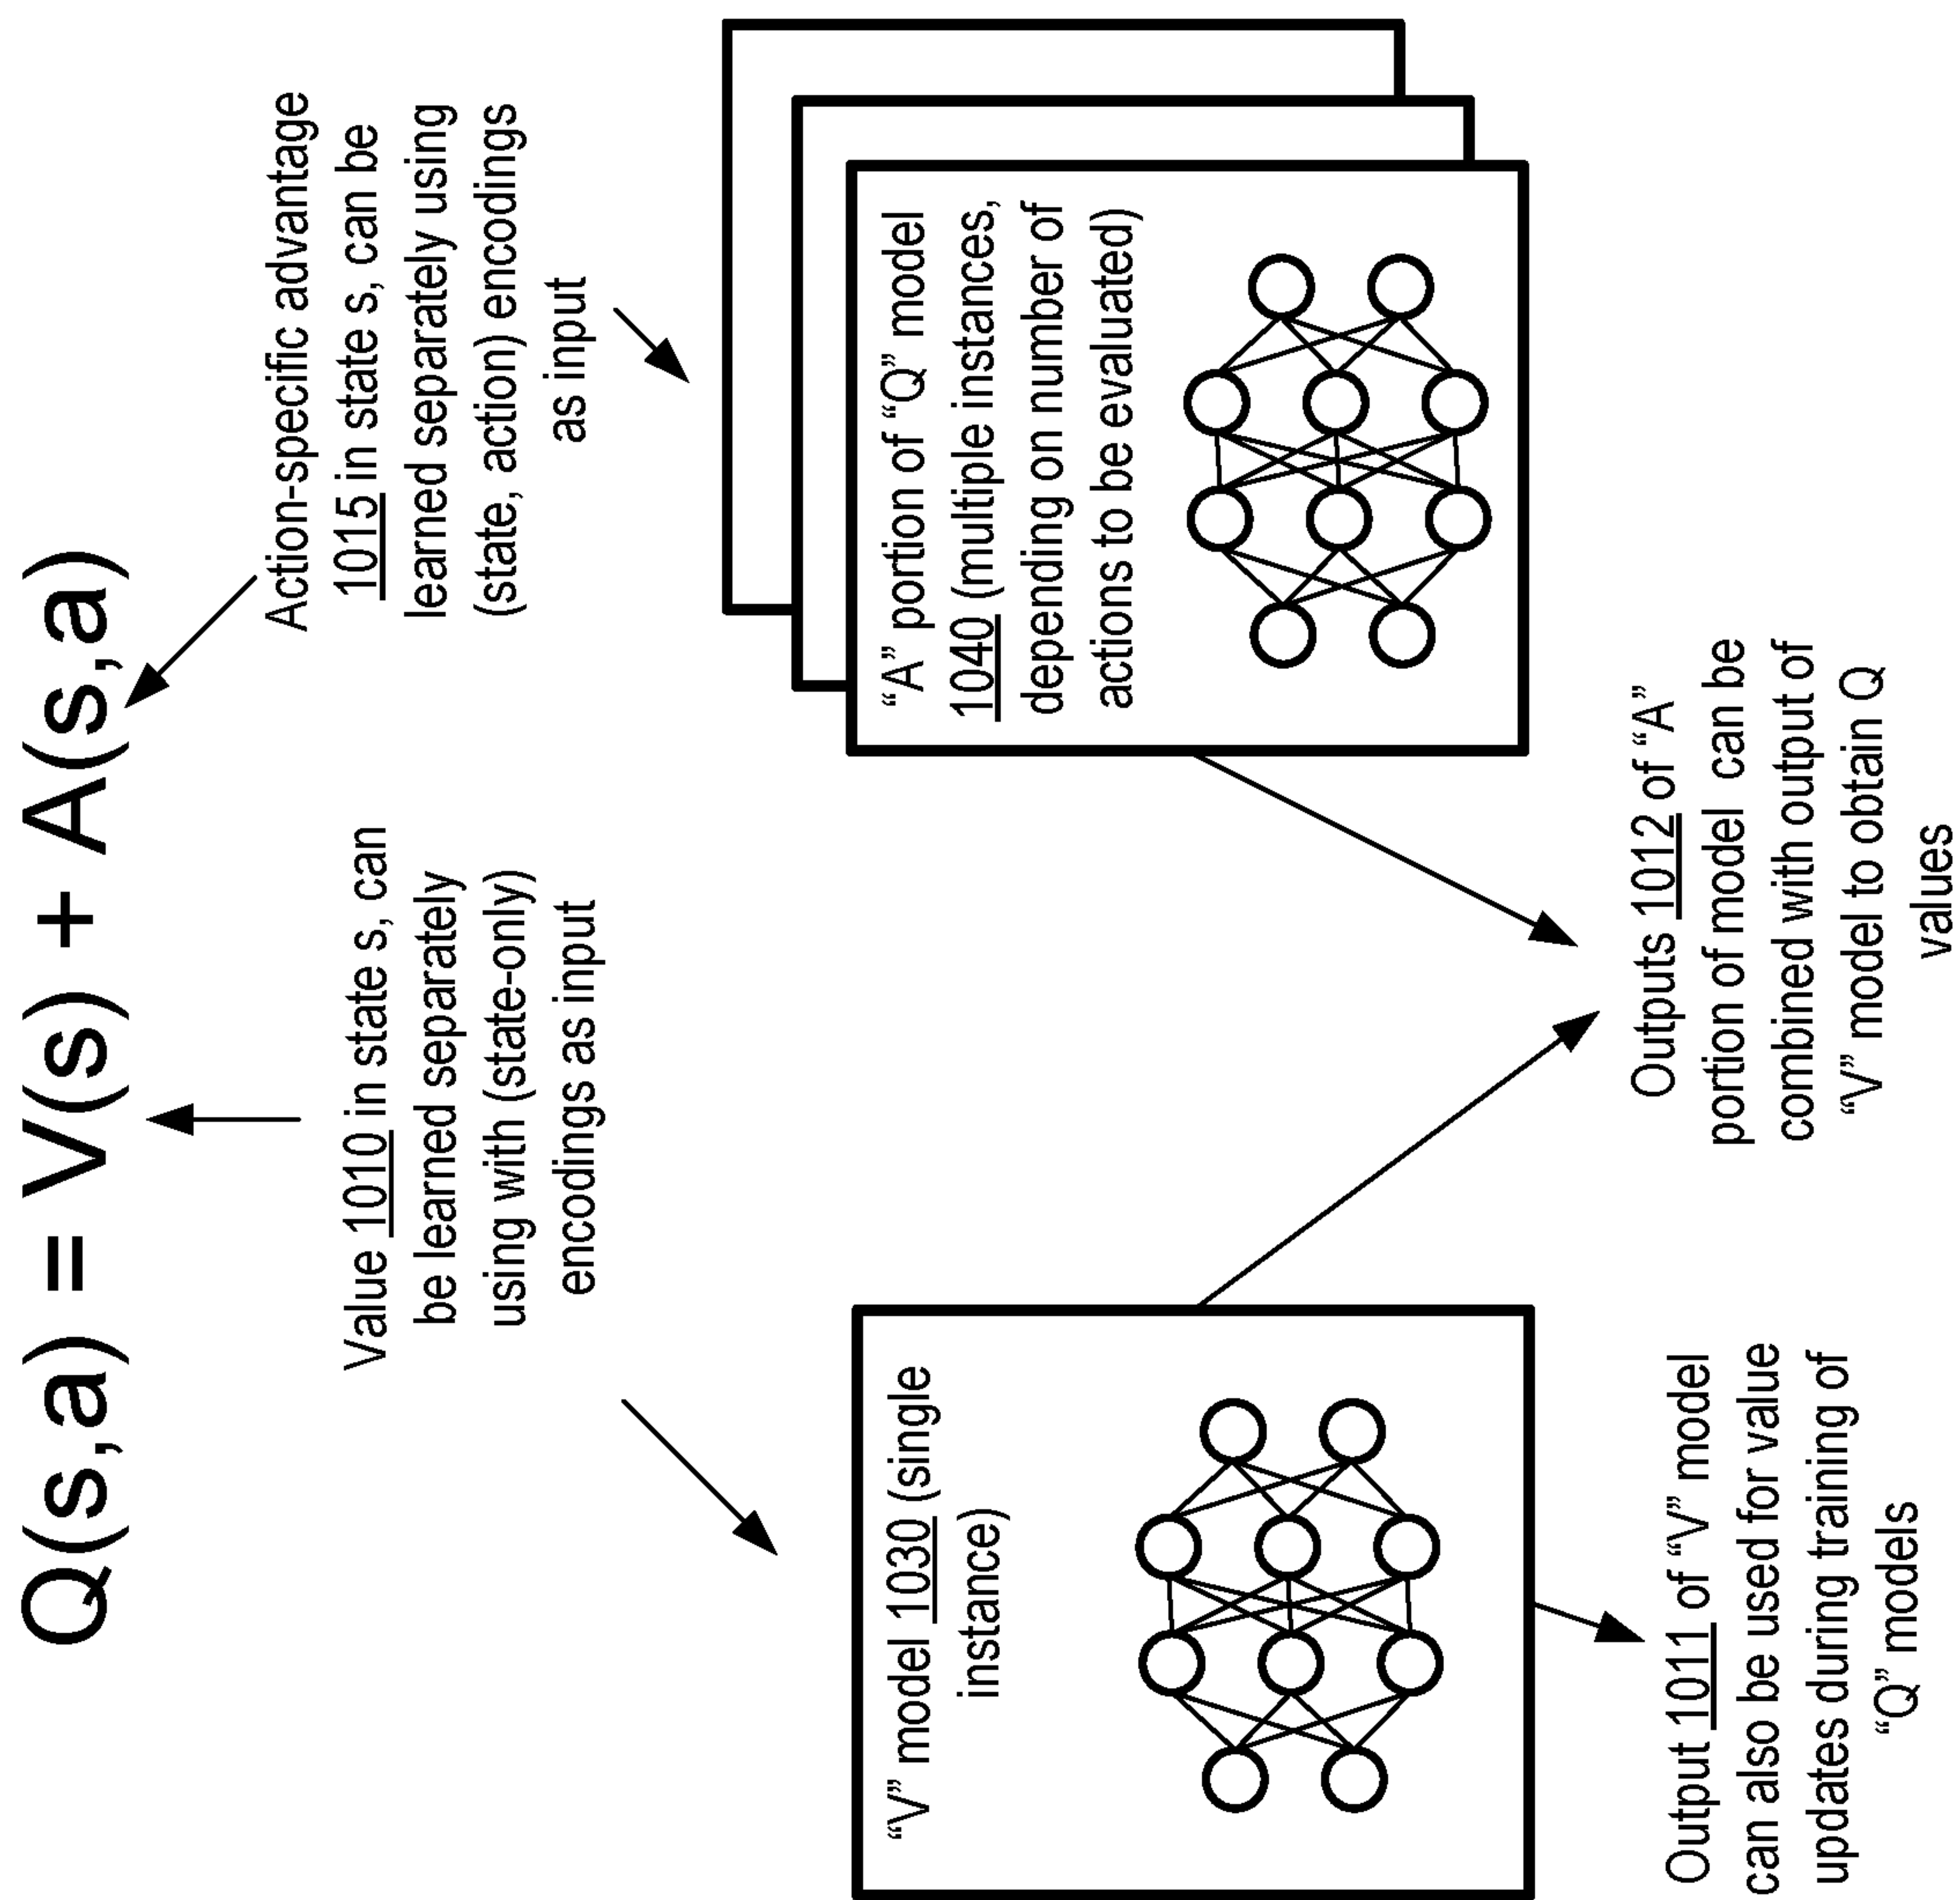 Q(s,a) = V(s) + A(s,a)
Value 1010 in state s, can
be learned separately
using with (state-only)
encodings as input
Action-specific advantage
1015 in state s, can be
learned separately using
(state, action) encodings
as input
“V” model 1030 (single
instance)
“A” portion of “Q” model
1040 (multiple instances,
depending on number of
actions to be evaluated)
Output 1011 of “V” model
can also be used for value
updates during training of
“Q” models
Outputs 1012 of “A”
portion of model can be
combined with output of
“V” model to obtain Q
values